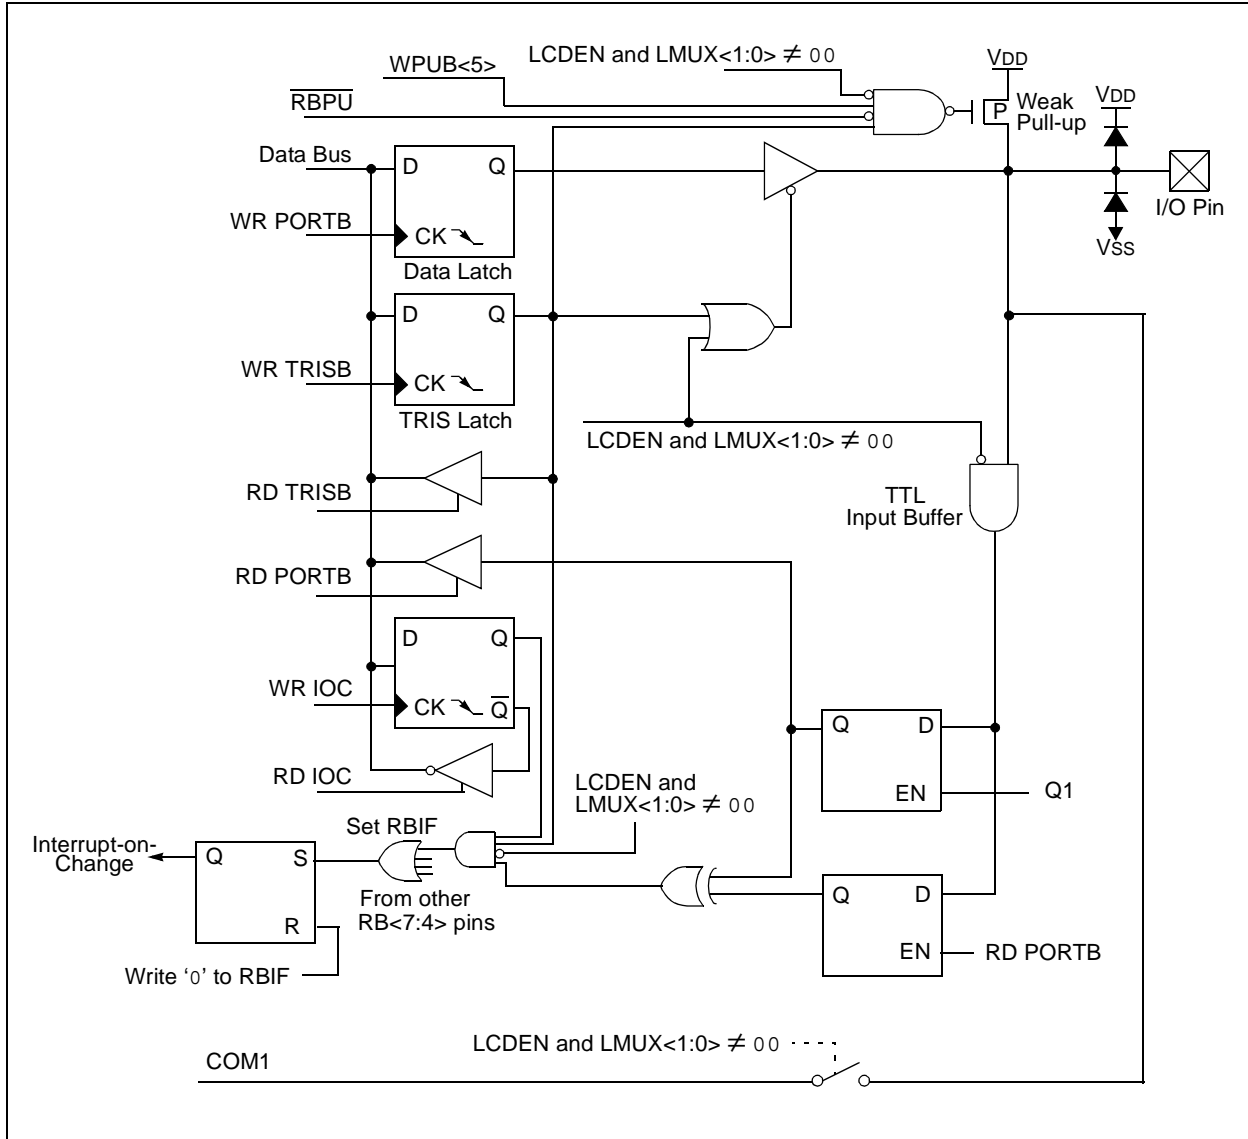 LCDEN and LMUX<1:0> ≠ 00
WPUB<5>
RBPU
VDD
P
Weak
Pull-up
VDD
Data Bus
D
Q
WR PORTB
CK
Data Latch
I/O Pin
VSS
D
Q
WR TRISB
CK
TRIS Latch
LCDEN and LMUX<1:0> ≠ 00
RD TRISB
TTL
Input Buffer
RD PORTB
D
Q
WR IOC
CK
Q
RD IOC
LCDEN and
LMUX<1:0> ≠ 00
Q
D
EN
Q1
Set RBIF
Interrupt-on-
Change
Q
S
R
From other
RB<7:4> pins
Write ‘0’ to RBIF
Q
D
EN
RD PORTB
LCDEN and LMUX<1:0> ≠ 00
COM1